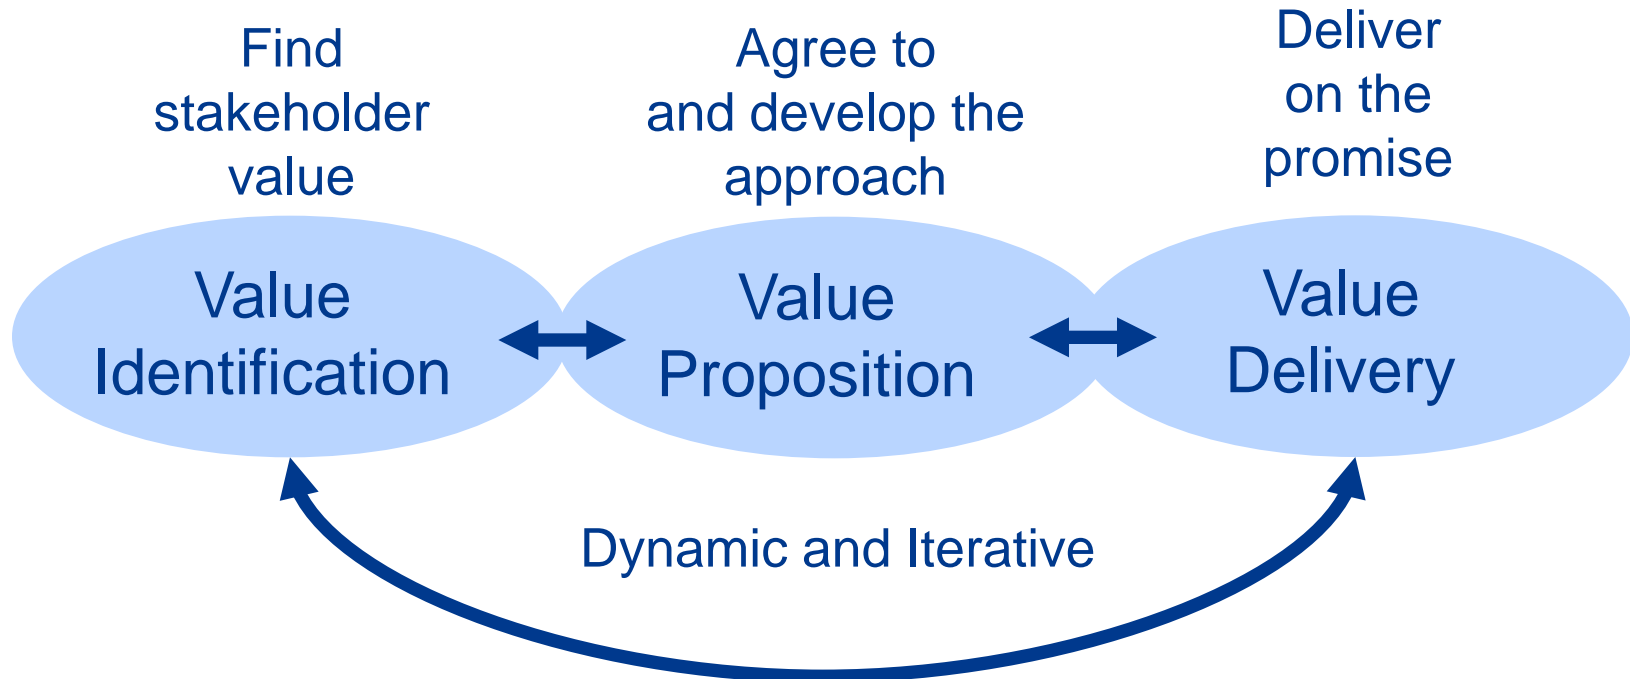 Find
stakeholder
value
Agree to
and develop the
approach
Deliver
on the
promise
Value
Identification
Value
Proposition
Value
Delivery
Dynamic and Iterative